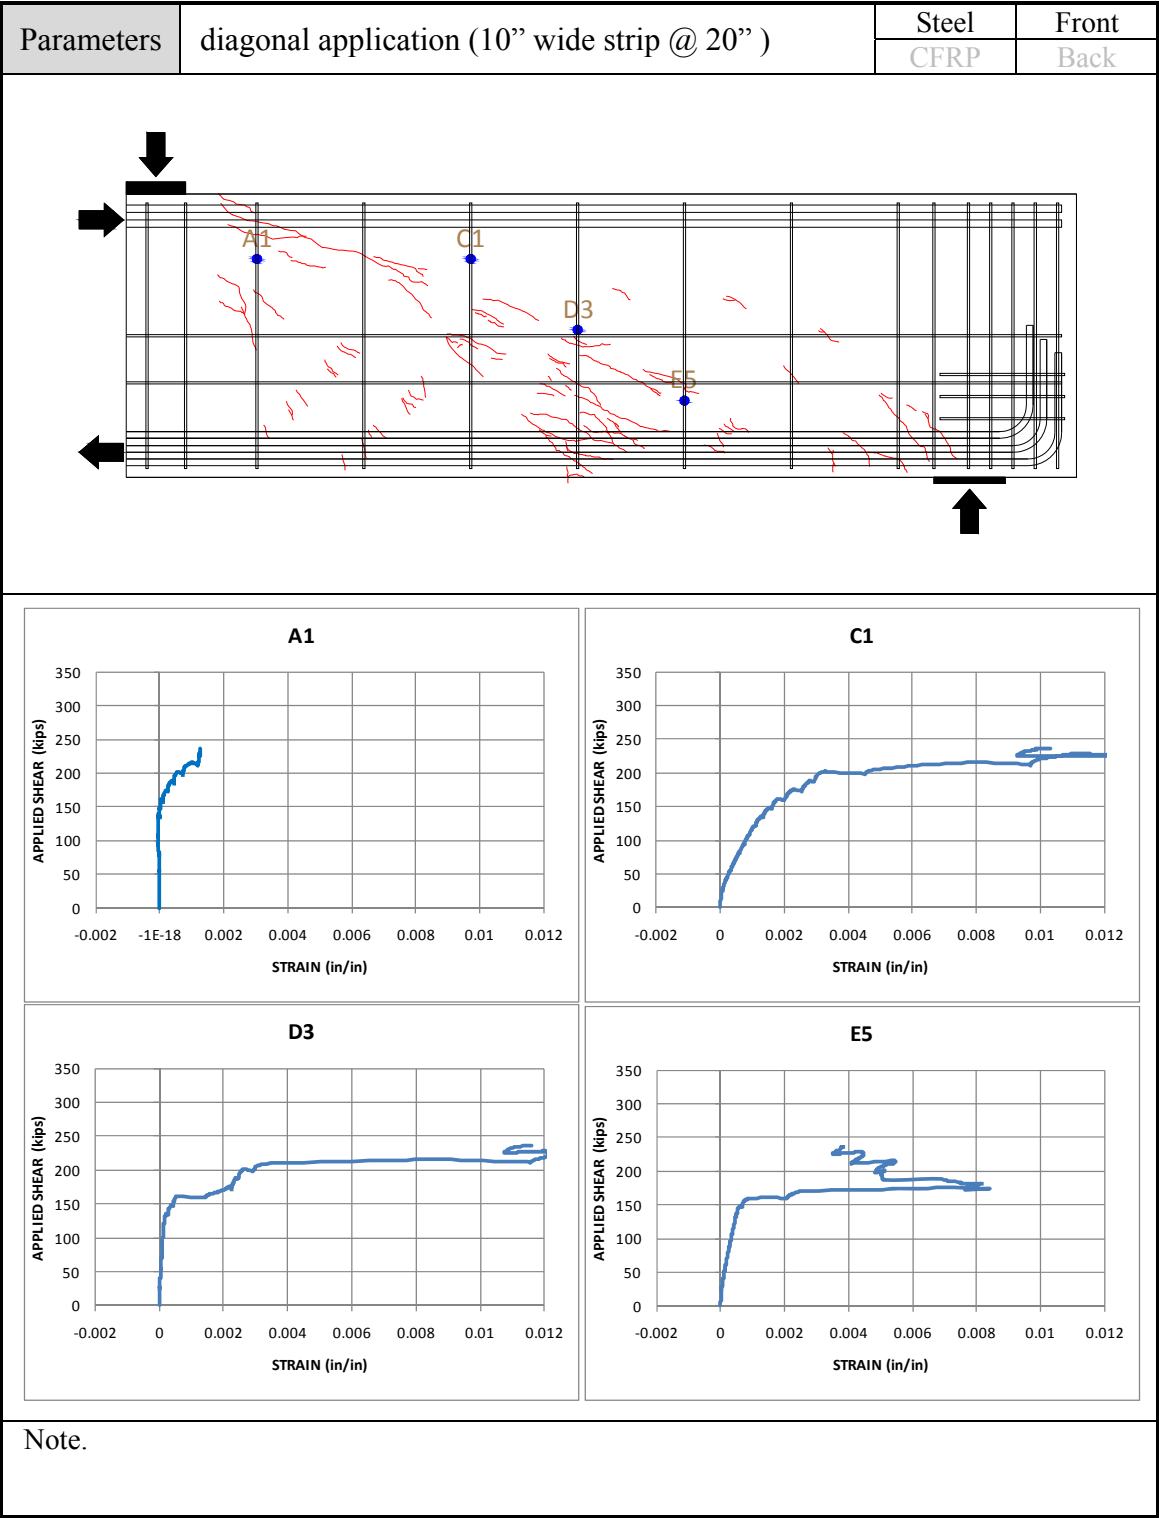 Parameters
diagonal application (10” wide strip @ 20” )
Steel
Front
CFRP
Back
A1
C1
D3
E5
A1
350
300
250
200
150
100
50
0
APPLIED SHEAR (kips)
-0.002 -1E-18 0.002 0.004 0.006 0.008 0.01 0.012
STRAIN (in/in)
C1
350
300
250
200
150
100
50
0
APPLIED SHEAR (kips)
-0.002 0 0.002 0.004 0.006 0.008 0.01 0.012
STRAIN (in/in)
D3
350
300
250
200
150
100
50
0
APPLIED SHEAR (kips)
-0.002 0 0.002 0.004 0.006 0.008 0.01 0.012
STRAIN (in/in)
E5
350
300
250
200
150
100
50
0
APPLIED SHEAR (kips)
-0.002 0 0.002 0.004 0.006 0.008 0.01 0.012
STRAIN (in/in)
Note.